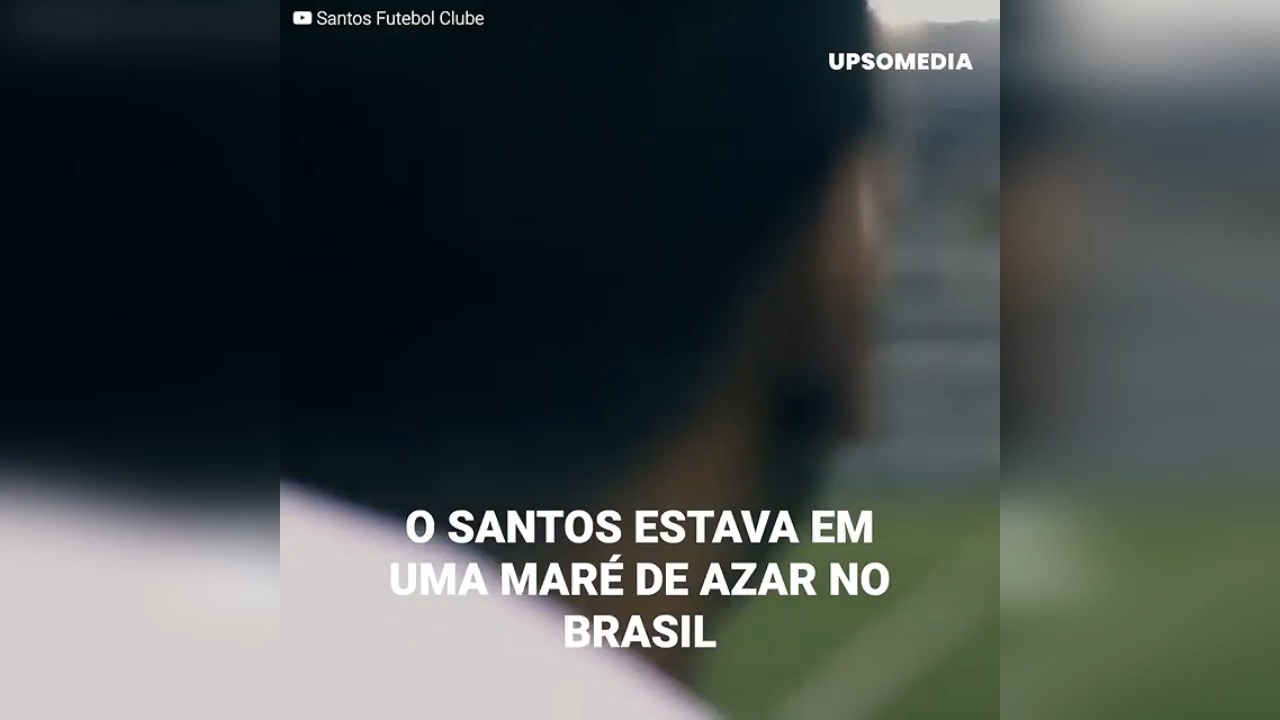 Santos Futebol Clube
UPSOMEDIA
O SANTOS ESTAVA EM
UMA MARÉ DE AZAR NO
BRASIL